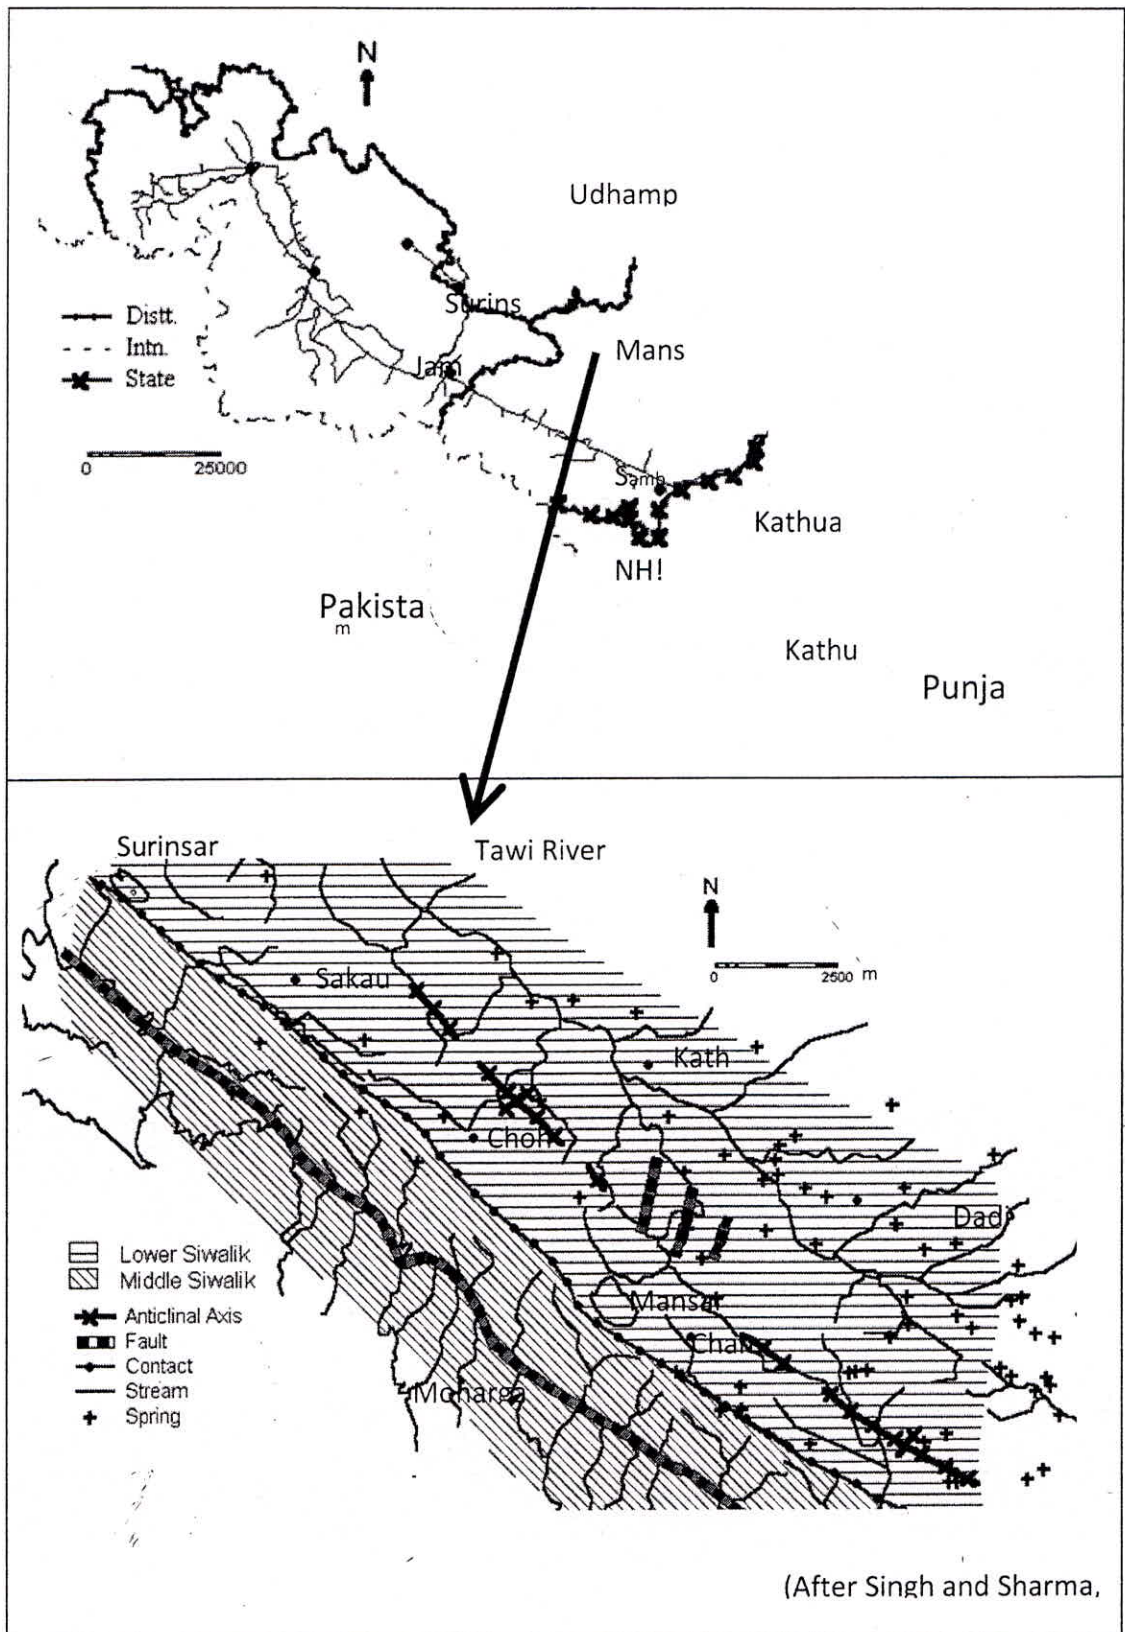 N
Udhamp
Surins
Distt.
Intn.
State
Mans
Jam
0 25000
Samb
Kathua
NH!
Pakista
m
Kathu
Punja
Surinsar
Tawi River
N
0 2500 m
Sakau
Kath
Choh
Dadi
Lower Siwalik
Middle Siwalik
Mansa
Anticlinal Axis
Fault
Chan
Contact
Stream
Moharga
Spring
(After Singh and Sharma,